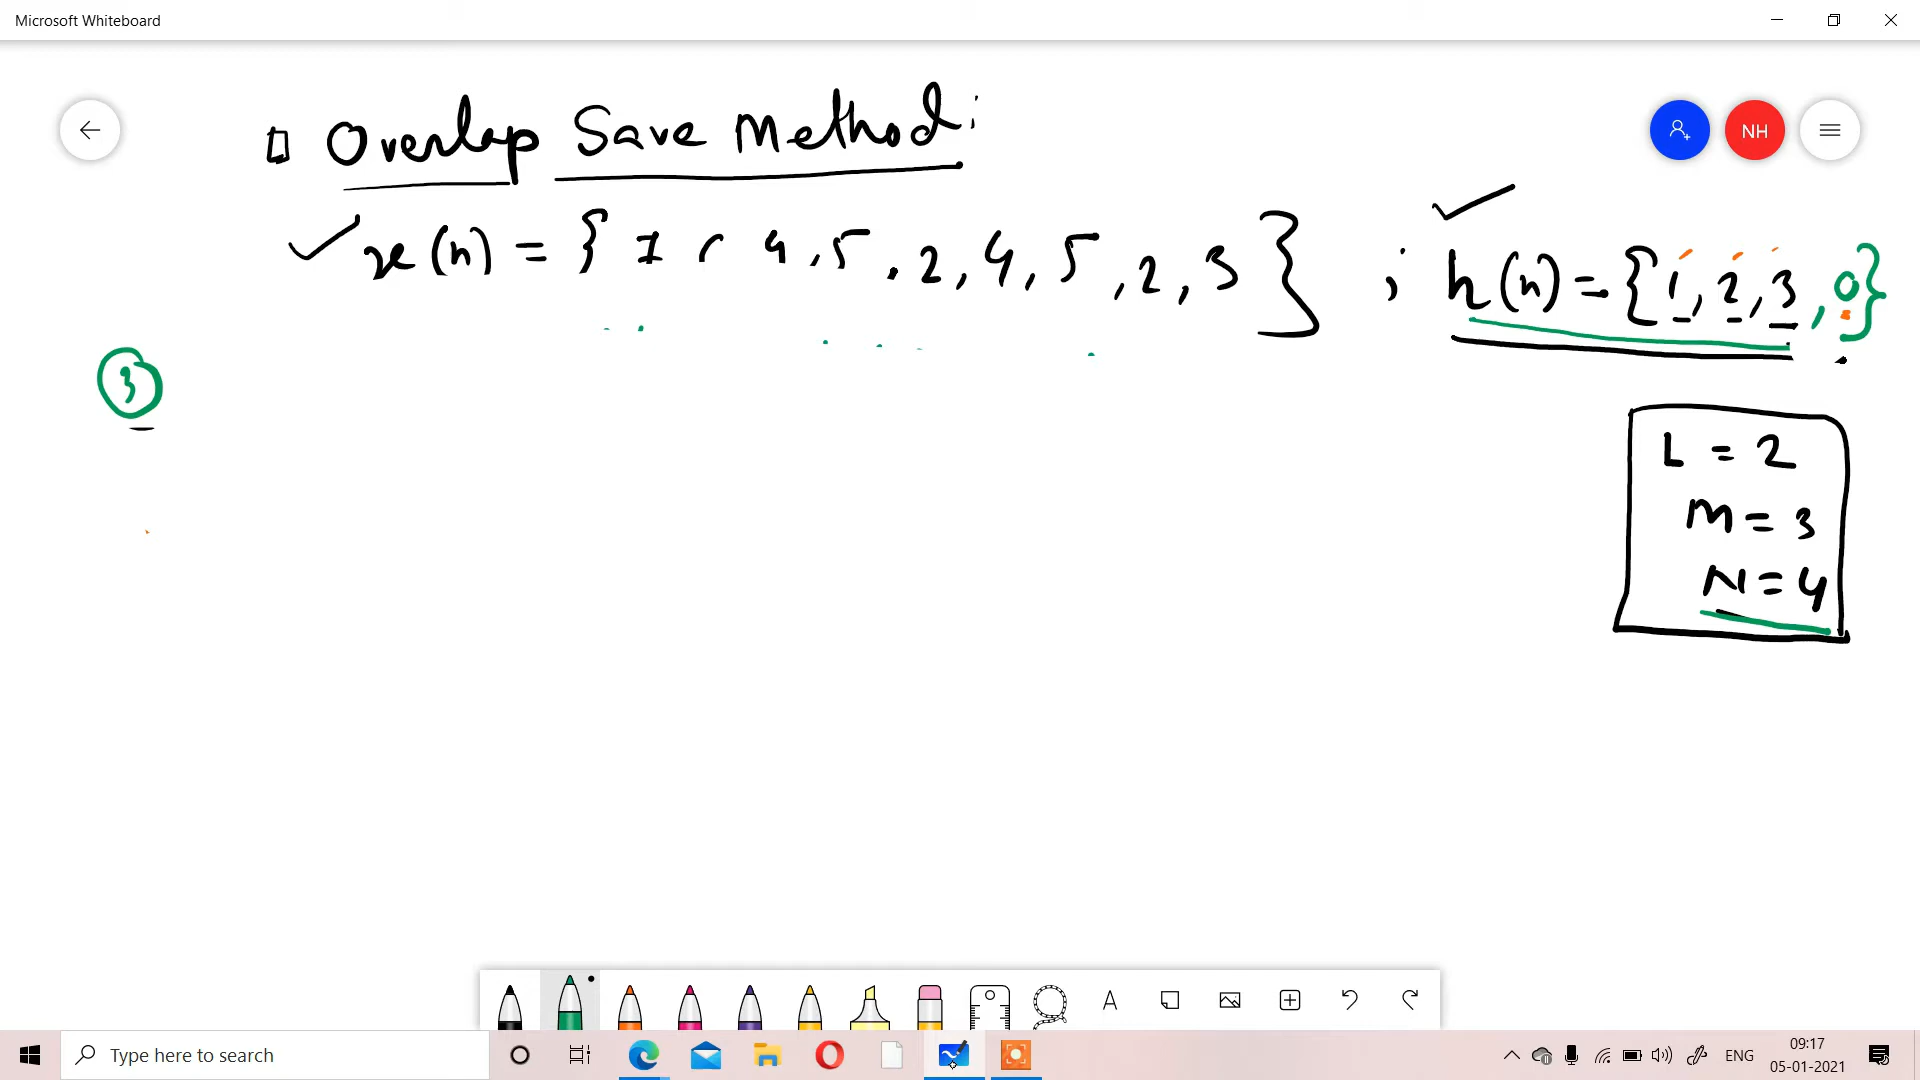 Microsoft Whiteboard
Overlap Save Method:
NH
x(n) = { 4, 5, 2, 4, 5, 2, 3 } ; h(n) = {1, 2, 3, 0}
3
L = 2
M = 3
N = 4
A
Type here to search
ENG
09:17
05-01-2021